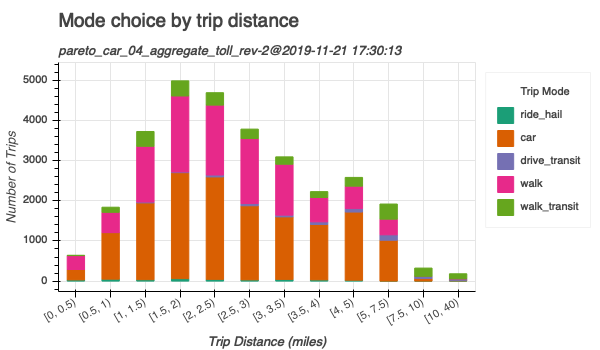 Mode choice by trip distance
pareto_car_04_aggregate_toll_rev-2@2019-11-21 17:30:13
Number of Trips
5000
4000
3000
2000
1000
0
[0, 0.5)
[0.5, 1)
[1, 1.5)
[1.5, 2)
[2, 2.5)
[2.5, 3)
[3, 3.5)
[3.5, 4)
[4, 5)
[5, 7.5)
[7.5, 10)
[10, 40)
Trip Distance (miles)
Trip Mode
ride_hail
car
drive_transit
walk
walk_transit